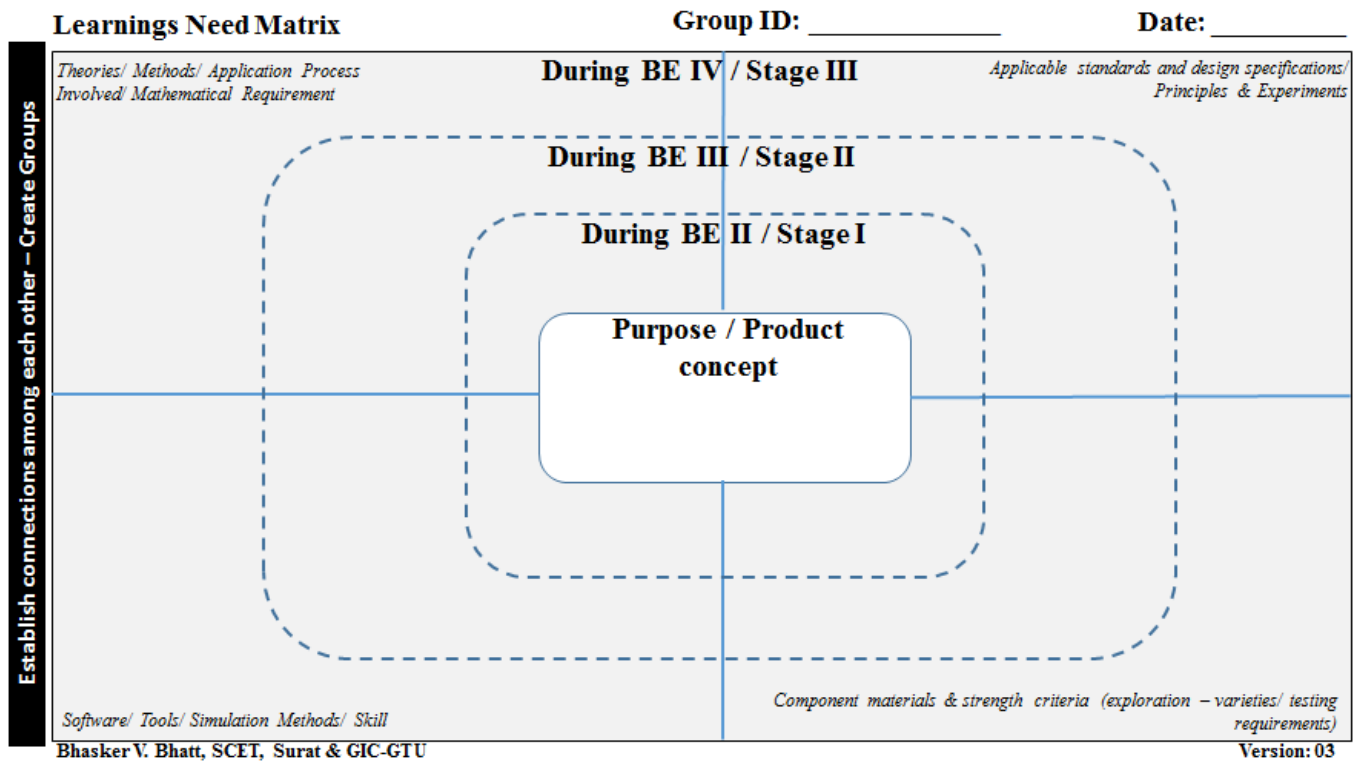 Learnings Need Matrix
Group ID: ______________
Date: __________
Establish connections among each other – Create Groups
Theories/ Methods/ Application Process
Involved/ Mathematical Requirement
During BE IV / Stage III
Applicable standards and design specifications/
Principles & Experiments
During BE III / Stage II
During BE II / Stage I
Purpose / Product
concept
Software/ Tools/ Simulation Methods/ Skill
Component materials & strength criteria (exploration – varieties/ testing
requirements)
Bhasker V. Bhatt, SCET, Surat & GIC-GTU
Version: 03